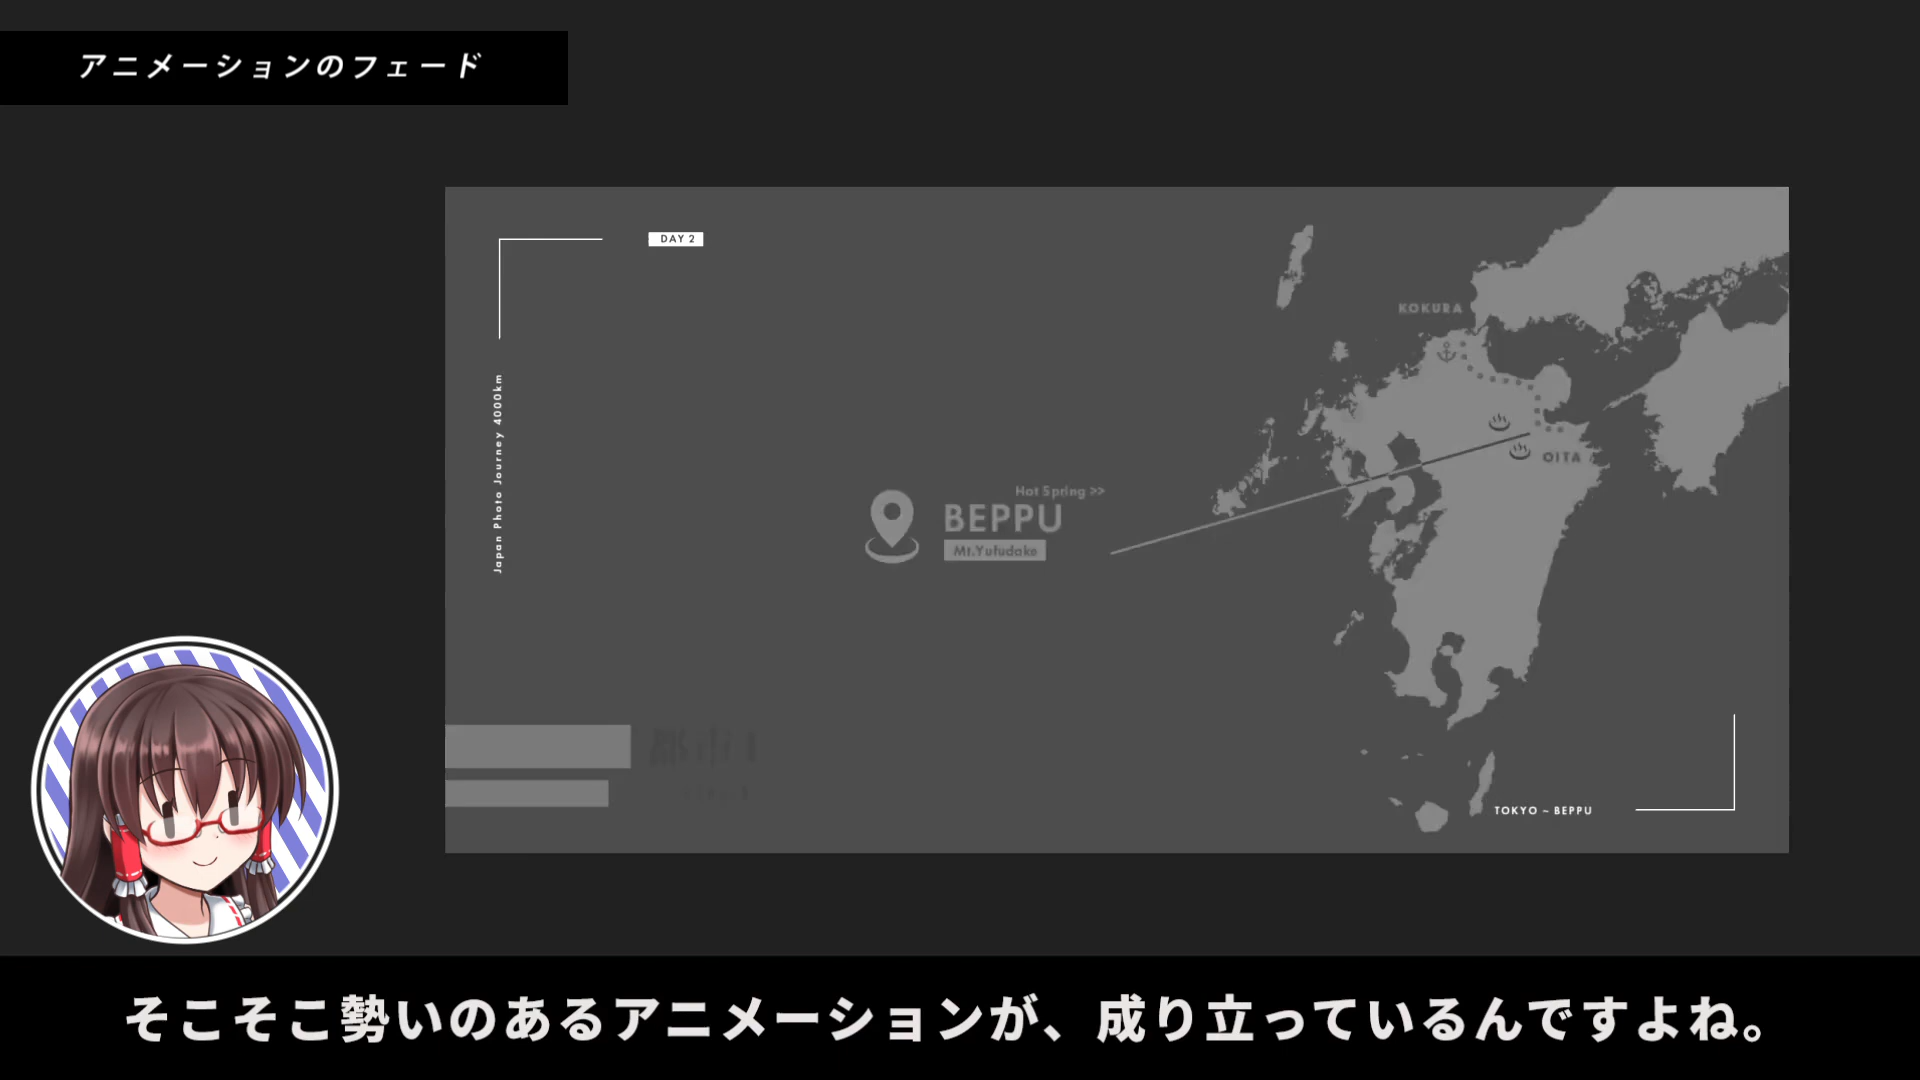 アニメーションのフェード
DAY 2
Japan Photo Journey 4000km
KOKURA
OITA
Hot Spring >>
BEPPU
Mt.Yufudake
TOKYO ~ BEPPU
そこそこ勢いのあるアニメーションが、成り立っているんですよね。